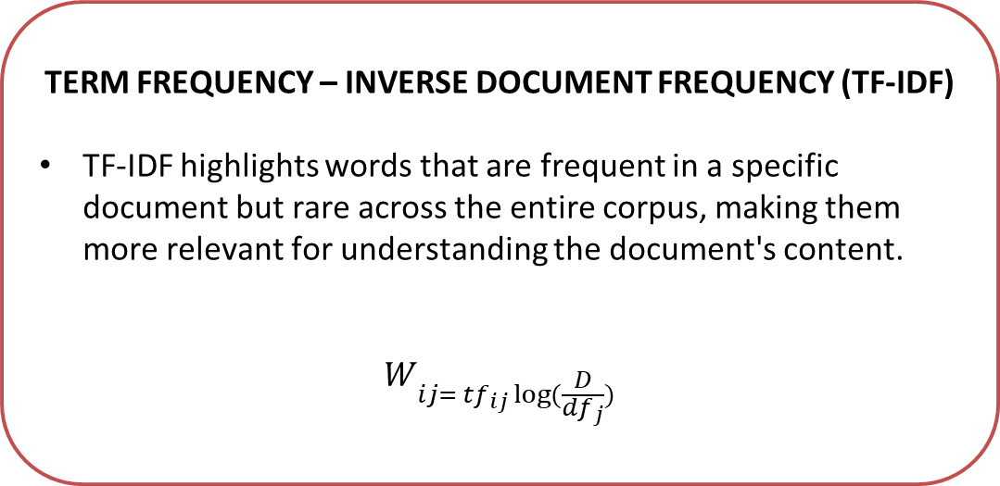 TERM FREQUENCY – INVERSE DOCUMENT FREQUENCY (TF-IDF)
• TF-IDF highlights words that are frequent in a specific
document but rare across the entire corpus, making them
more relevant for understanding the document's content.
W_{ij= tf_{ij} log(\frac{D}{df_j})}